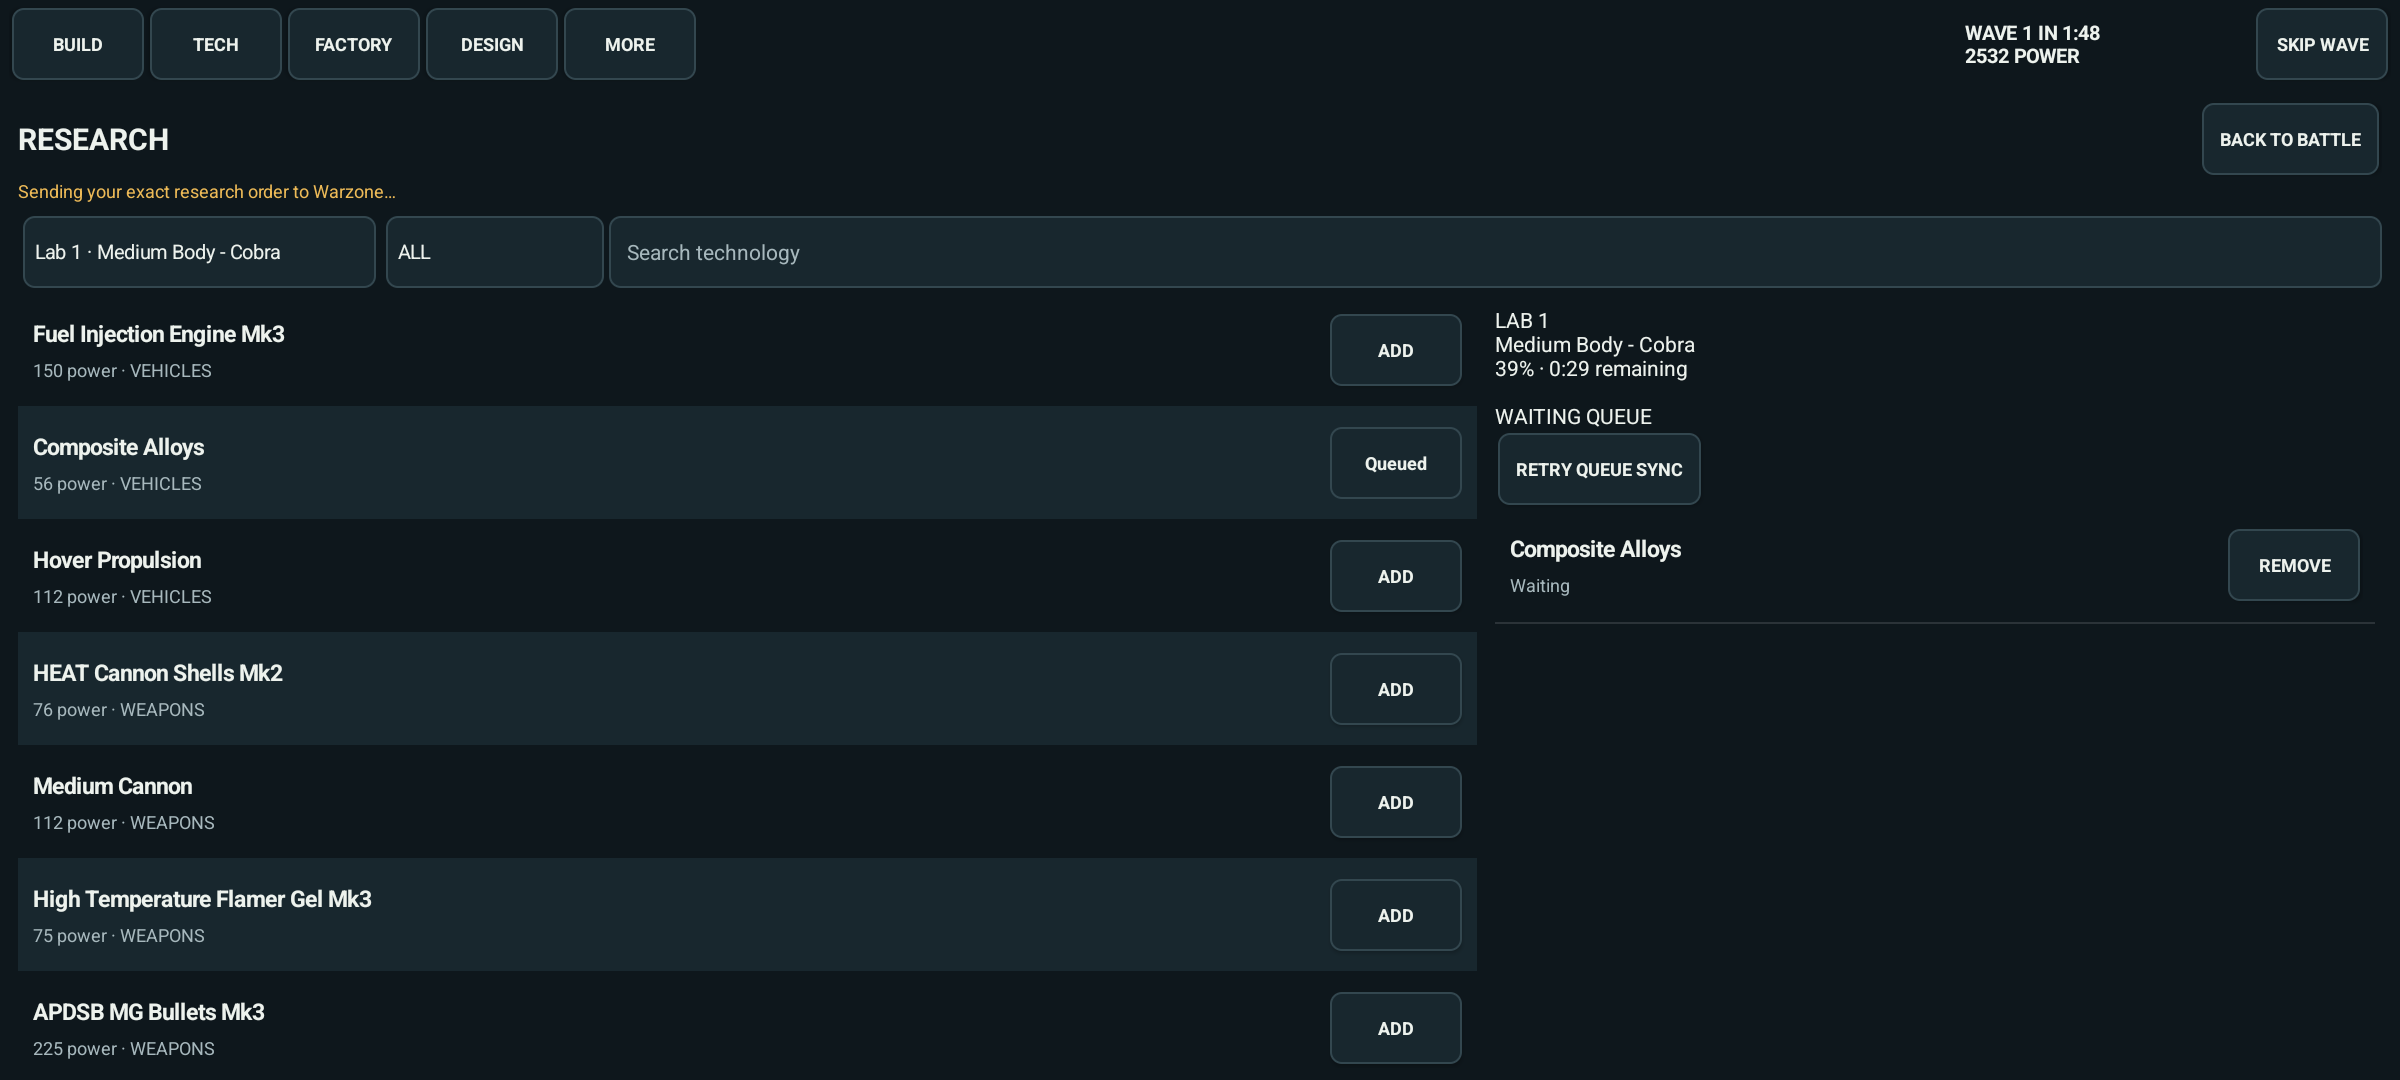 BUILD
TECH
FACTORY
DESIGN
MORE
WAVE 1 IN 1:48
2532 POWER
SKIP WAVE
RESEARCH
BACK TO BATTLE
Sending your exact research order to Warzone…
Lab 1 · Medium Body - Cobra
ALL
Search technology
Fuel Injection Engine Mk3
150 power · VEHICLES
ADD
Composite Alloys
56 power · VEHICLES
Queued
Hover Propulsion
112 power · VEHICLES
ADD
HEAT Cannon Shells Mk2
76 power · WEAPONS
ADD
Medium Cannon
112 power · WEAPONS
ADD
High Temperature Flamer Gel Mk3
75 power · WEAPONS
ADD
APDSB MG Bullets Mk3
225 power · WEAPONS
ADD
LAB 1
Medium Body - Cobra
39% · 0:29 remaining
WAITING QUEUE
RETRY QUEUE SYNC
Composite Alloys
Waiting
REMOVE